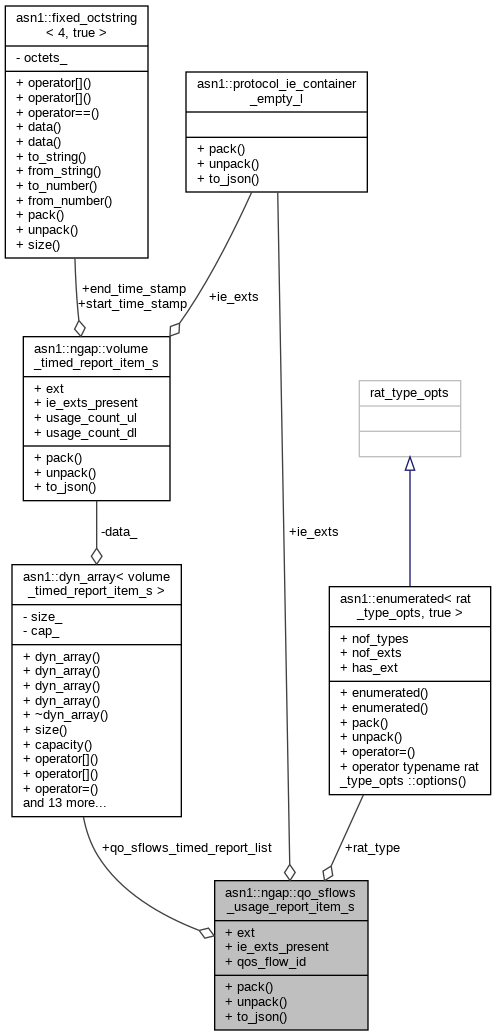 asn1::fixed_octstring
< 4, true >
- octets_
+ operator[]()
+ operator[]()
+ operator==()
+ data()
+ data()
+ to_string()
+ from_string()
+ to_number()
+ from_number()
+ pack()
+ unpack()
+ size()
asn1::protocol_ie_container
_empty_l
+ pack()
+ unpack()
+ to_json()
+end_time_stamp
+start_time_stamp
+ie_exts
asn1::ngap::volume
_timed_report_item_s
+ ext
+ ie_exts_present
+ usage_count_ul
+ usage_count_dl
+ pack()
+ unpack()
+ to_json()
rat_type_opts
-data_
+ie_exts
asn1::dyn_array< volume
_timed_report_item_s >
- size_
- cap_
+ dyn_array()
+ dyn_array()
+ dyn_array()
+ dyn_array()
+ ~dyn_array()
+ size()
+ capacity()
+ operator[]()
+ operator[]()
+ operator=()
and 13 more...
asn1::enumerated< rat
_type_opts, true >
+ nof_types
+ nof_exts
+ has_ext
+ enumerated()
+ enumerated()
+ pack()
+ unpack()
+ operator=()
+ operator typename rat
_type_opts ::options()
+qo_sflows_timed_report_list
+rat_type
asn1::ngap::qo_sflows
_usage_report_item_s
+ ext
+ ie_exts_present
+ qos_flow_id
+ pack()
+ unpack()
+ to_json()